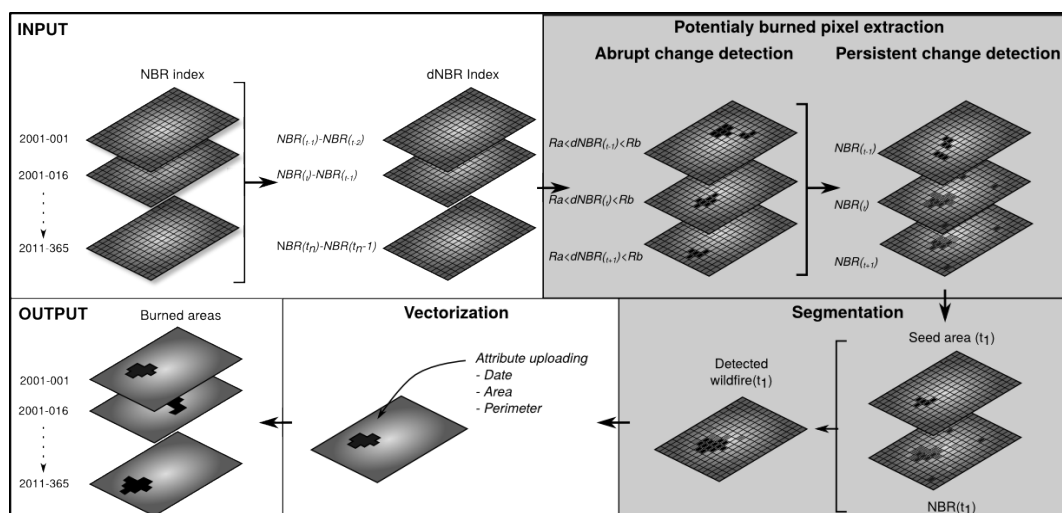 INPUT
NBR index
2001-001
2001-016
2011-365
dNBR Index
NBR(t-1)-NBR(t-2)
NBR(t)-NBR(t-1)
NBR(tn)-NBR(tn-1)
Potentialy burned pixel extraction
Abrupt change detection
Persistent change detection
Ra<dNBR(t-1)<Rb
Ra<dNBR(t)<Rb
Ra<dNBR(t+1)<Rb
NBR(t-1)
NBR(t)
NBR(t+1)
OUTPUT
Burned areas
2001-001
2001-016
2011-365
Vectorization
Attribute uploading
- Date
- Area
- Perimeter
Segmentation
Detected
wildfire(t1)
Seed area (t1)
NBR(t1)